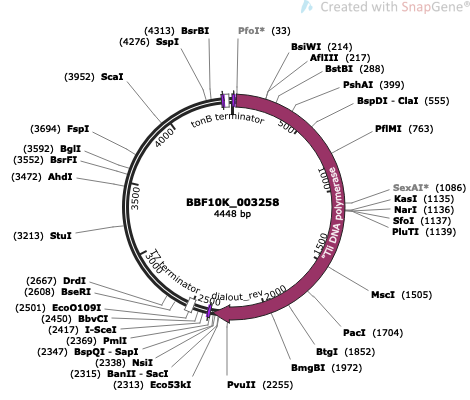 Created with SnapGene®
(4313) BsrBI
PfoI* (33)
(4276) SspI
BsiWI (214)
AflIII (217)
BstBI (288)
(3952) ScaI
PshAI (399)
BspDI - ClaI (555)
tonB terminator
500
4000
(3694) FspI
PflMI (763)
(3592) BglI
(3552) BsrFI
1000
(3472) AhdI
3500
SexAI* (1086)
KasI (1135)
BBF10K_003258
NarI (1136)
4448 bp
SfoI (1137)
PluTI (1139)
(3213) StuI
Tli DNA polymerase
1500
3000
T7 terminator
(2667) DrdI
MscI (1505)
(2608) BseRI
dialout_rev
2500
2000
(2501) EcoO109I
(2450) BbvCI
PacI (1704)
(2417) I-SceI
(2369) PmlI
(2347) BspQI - SapI
BtgI (1852)
(2338) NsiI
BmgBI (1972)
(2315) BanII - SacI
(2313) Eco53kI
PvuII (2255)